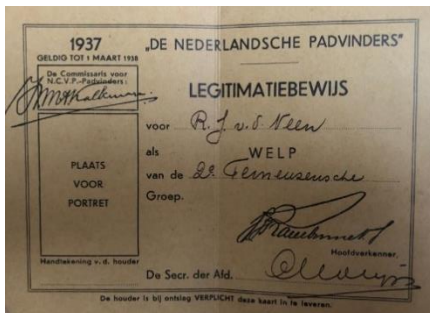 1937
GELDIG TOT 1 MAART 1938
De Commissaris voor
N.C.V.P.-Padvinders:
PLAATS
VOOR
PORTRET
Handtekening v. d. houder
„DE NEDERLANDSCHE PADVINDERS"
LEGITIMATIEBEWIJS
voor R. J. v. d. Veen
als WELP
van de 2e Terneuzensche
Groep.
Hoofdverkenner.
De Secr. der Afd.
De houder is bij ontslag VERPLICHT deze kaart in te leveren.